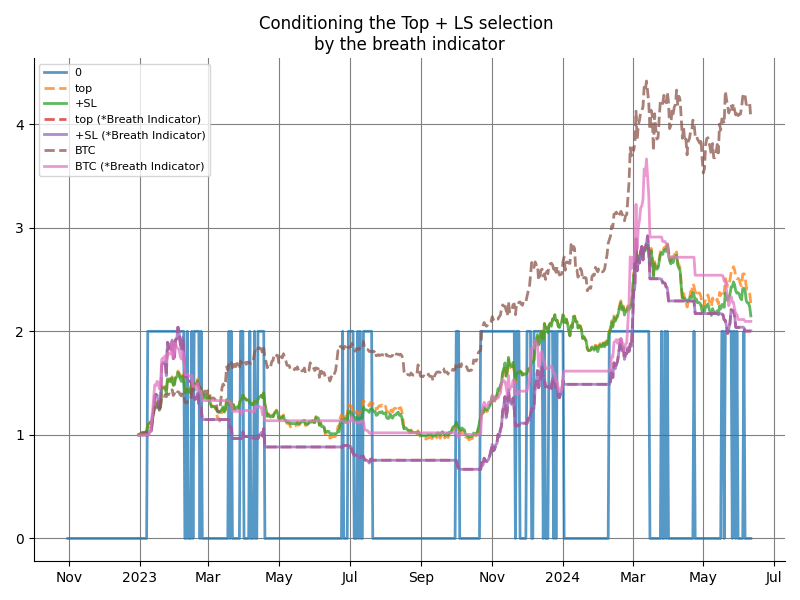 Conditioning the Top + LS selection
by the breath indicator
0
top
+SL
top (*Breath Indicator)
+SL (*Breath Indicator)
BTC
BTC (*Breath Indicator)
4
3
2
1
0
Nov 2023 Mar May Jul Sep Nov 2024 Mar May Jul